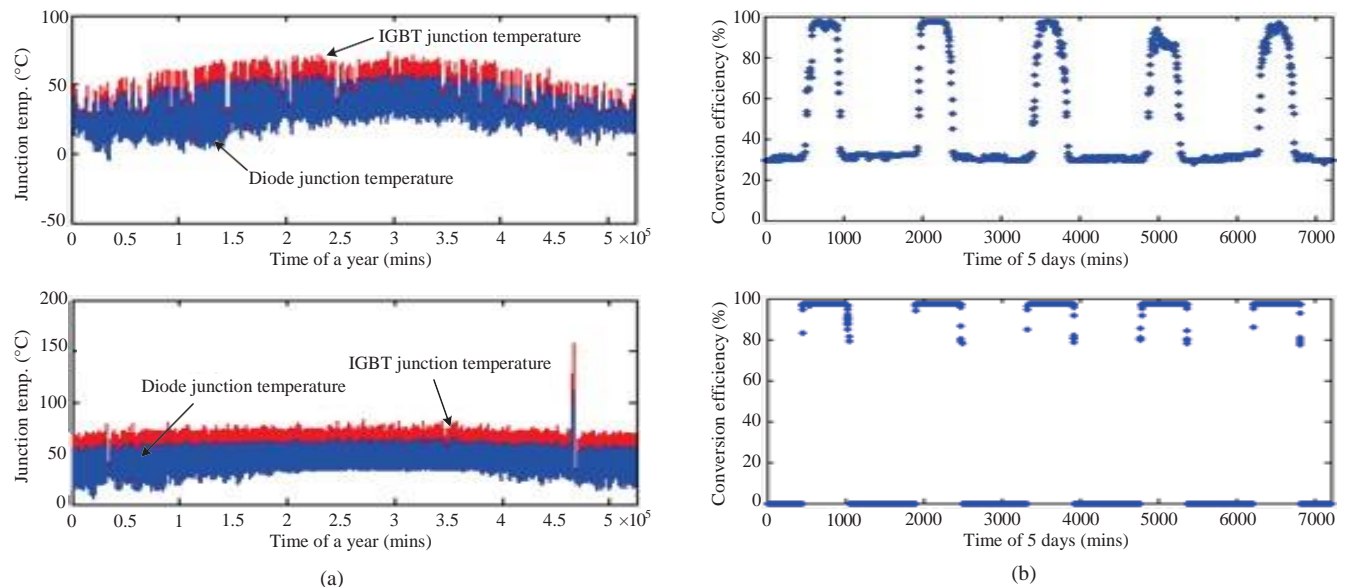 100
50
0
-50
Junction temp. (°C)
IGBT junction temperature
Diode junction temperature
0 0.5 1 1.5 2 2.5 3 3.5 4 4.5 5 ×10⁵
Time of a year (mins)
200
150
100
50
0
Junction temp. (°C)
Diode junction temperature
IGBT junction temperature
0 0.5 1 1.5 2 2.5 3 3.5 4 4.5 5 ×10⁵
Time of a year (mins)
(a)
100
80
60
40
20
0
Conversion efficiency (%)
0 1000 2000 3000 4000 5000 6000 7000
Time of 5 days (mins)
100
80
60
40
20
0
Conversion efficiency (%)
0 1000 2000 3000 4000 5000 6000 7000
Time of 5 days (mins)
(b)